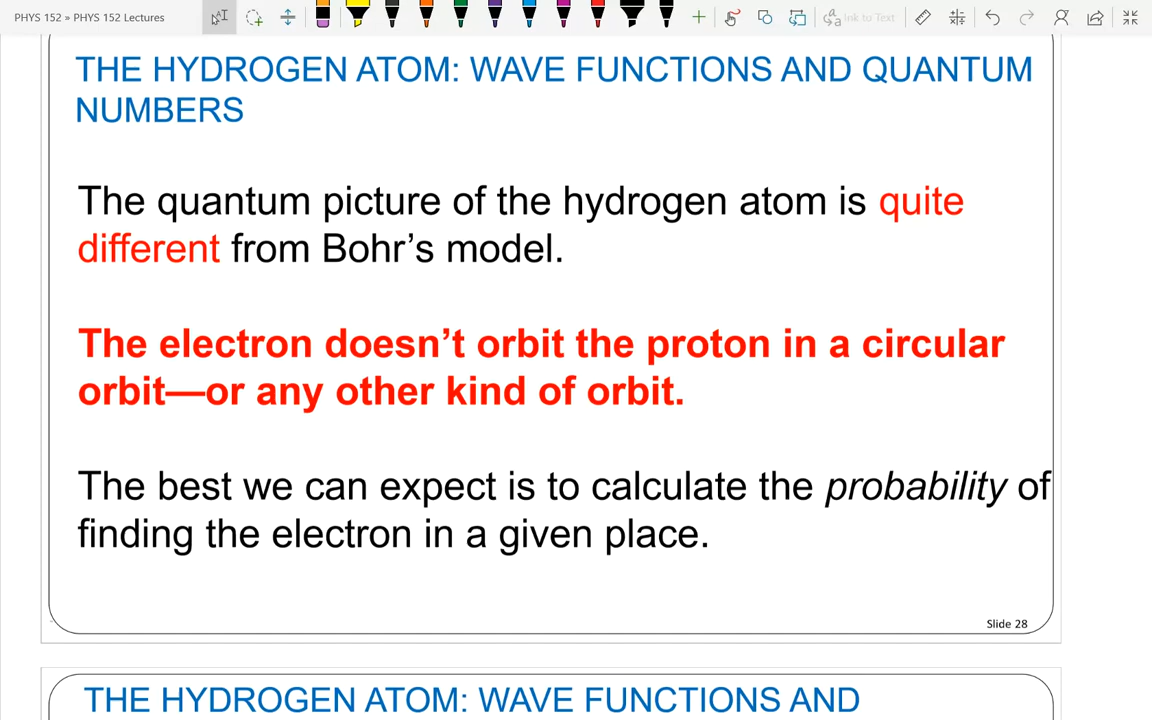 PHYS 152 » PHYS 152 Lectures
Ink to Text
THE HYDROGEN ATOM: WAVE FUNCTIONS AND QUANTUM
NUMBERS
The quantum picture of the hydrogen atom is quite
different from Bohr’s model.
The electron doesn’t orbit the proton in a circular
orbit—or any other kind of orbit.
The best we can expect is to calculate the probability of
finding the electron in a given place.
Slide 28
THE HYDROGEN ATOM: WAVE FUNCTIONS AND